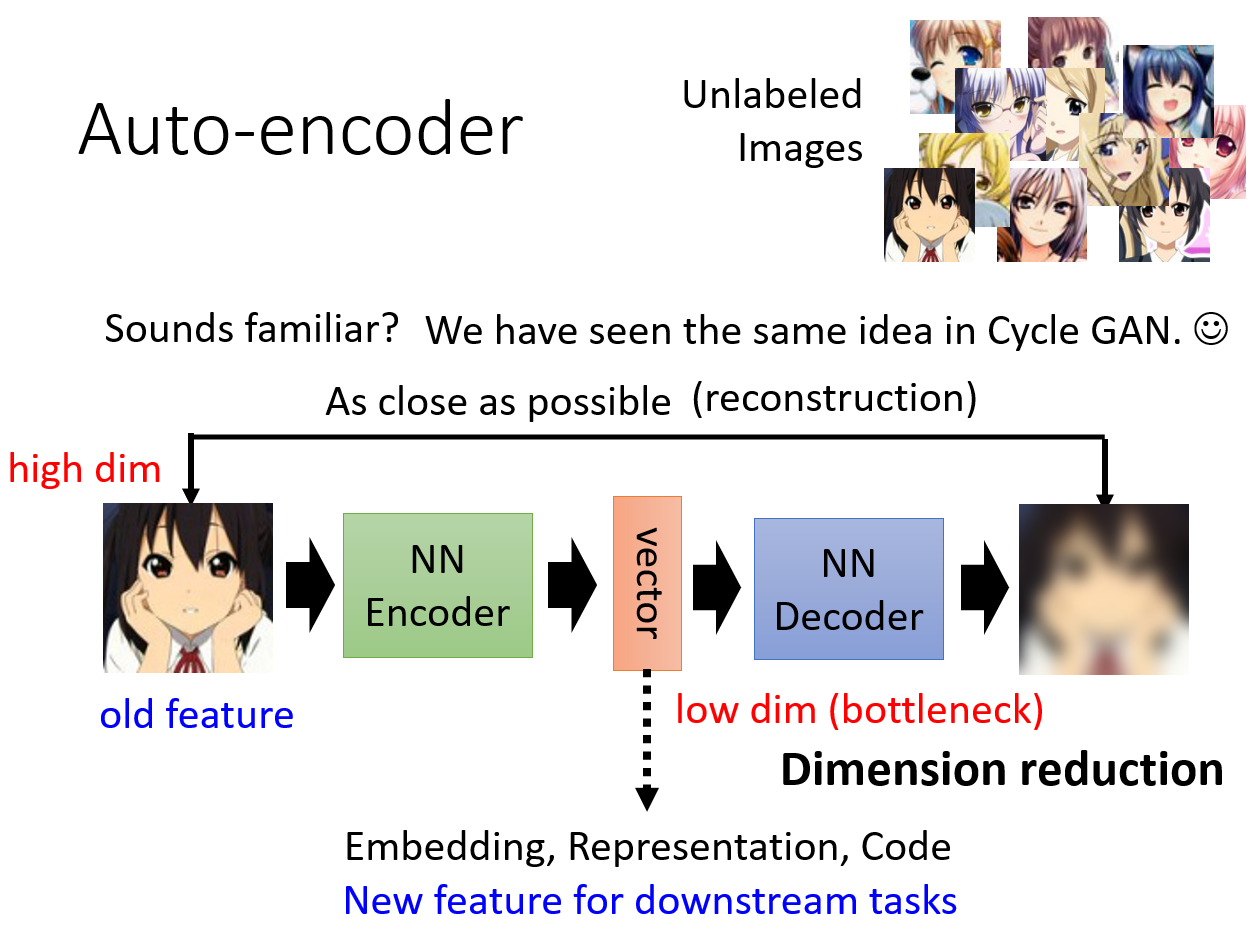 Auto-encoder
Unlabeled
Images
Sounds familiar? We have seen the same idea in Cycle GAN. ☺
As close as possible (reconstruction)
high dim
NN
Encoder
vector
NN
Decoder
old feature
low dim (bottleneck)
Dimension reduction
Embedding, Representation, Code
New feature for downstream tasks